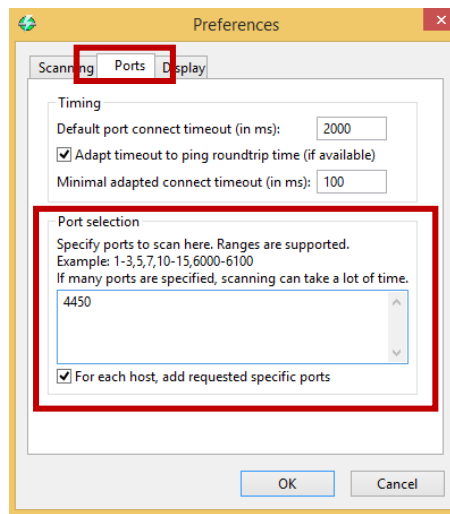 Preferences
Scanning Ports Display
Timing
Default port connect timeout (in ms): 2000
Adapt timeout to ping roundtrip time (if available)
Minimal adapted connect timeout (in ms): 100
Port selection
Specify ports to scan here. Ranges are supported.
Example: 1-3,5,7,10-15,6000-6100
If many ports are specified, scanning can take a lot of time.
4450
For each host, add requested specific ports
OK Cancel